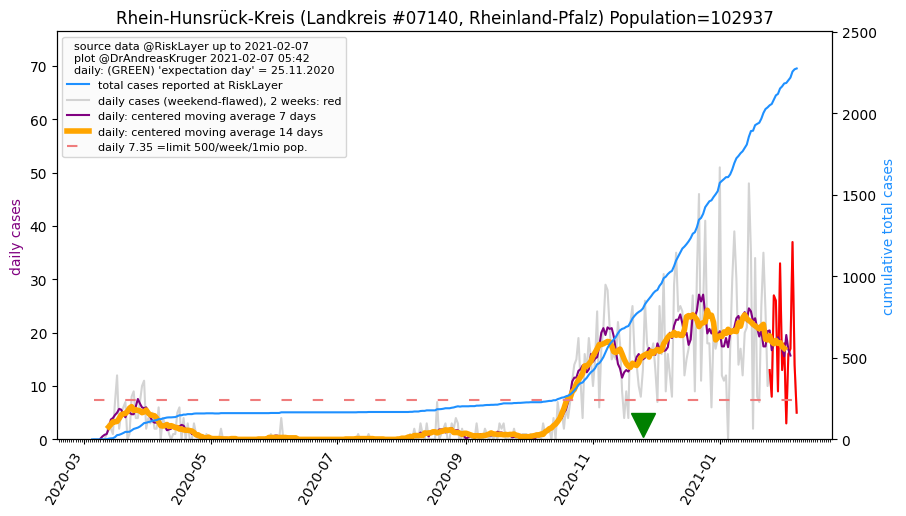 Rhein-Hunsrück-Kreis (Landkreis #07140, Rheinland-Pfalz) Population=102937
source data @RiskLayer up to 2021-02-07
plot @DrAndreasKruger 2021-02-07 05:42
daily: (GREEN) 'expectation day' = 25.11.2020
total cases reported at RiskLayer
daily cases (weekend-flawed), 2 weeks: red
daily: centered moving average 7 days
daily: centered moving average 14 days
daily 7.35 =limit 500/week/1mio pop.
daily cases
70
60
50
40
30
20
10
0
2500
2000
1500
1000
500
0
cumulative total cases
2020-03
2020-05
2020-07
2020-09
2020-11
2021-01